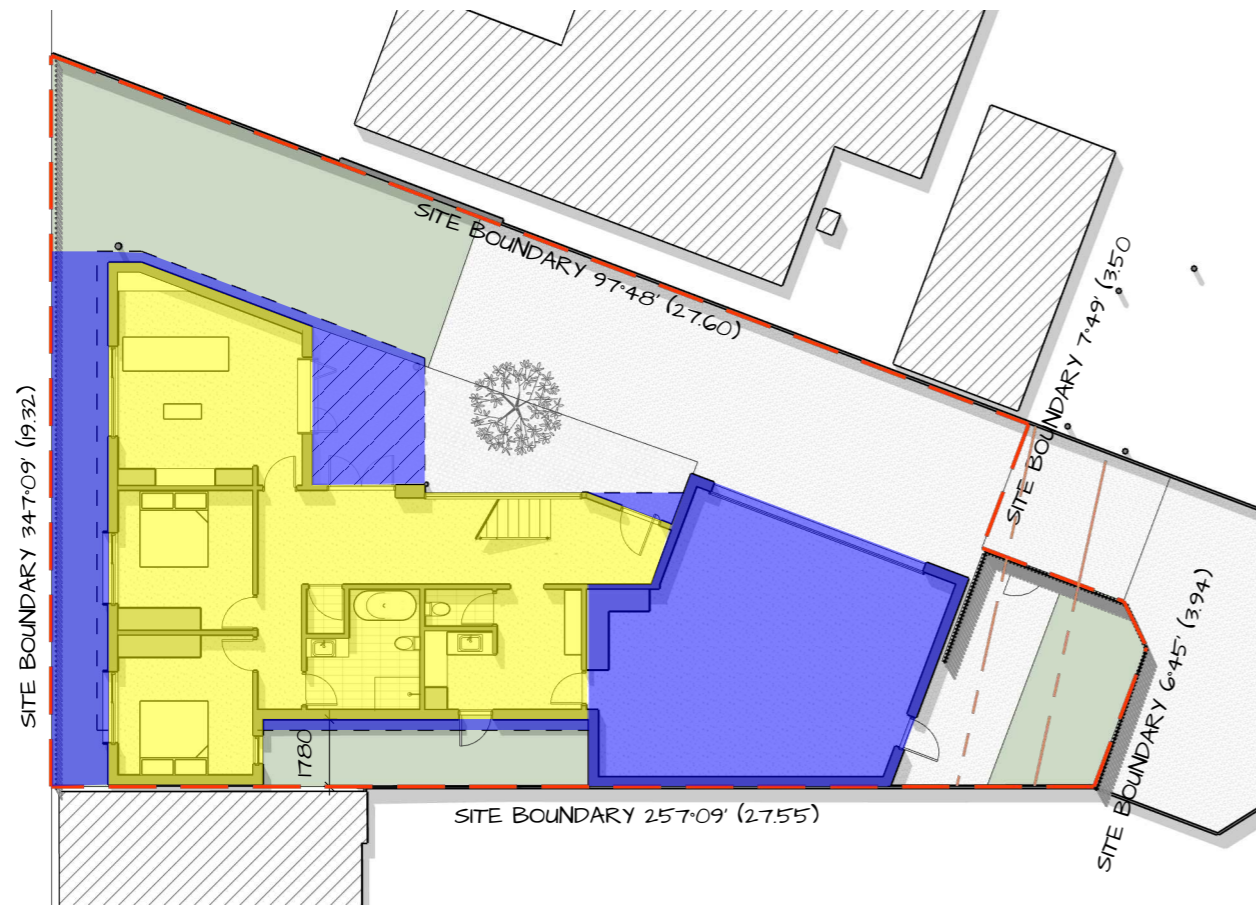 SITE BOUNDARY 97°48' (27.60)
SITE BOUNDARY 7°49' (3.50
SITE BOUNDARY 347°09' (19.32)
SITE BOUNDARY 6°45' (3.94)
1780
SITE BOUNDARY 257°09' (27.55)